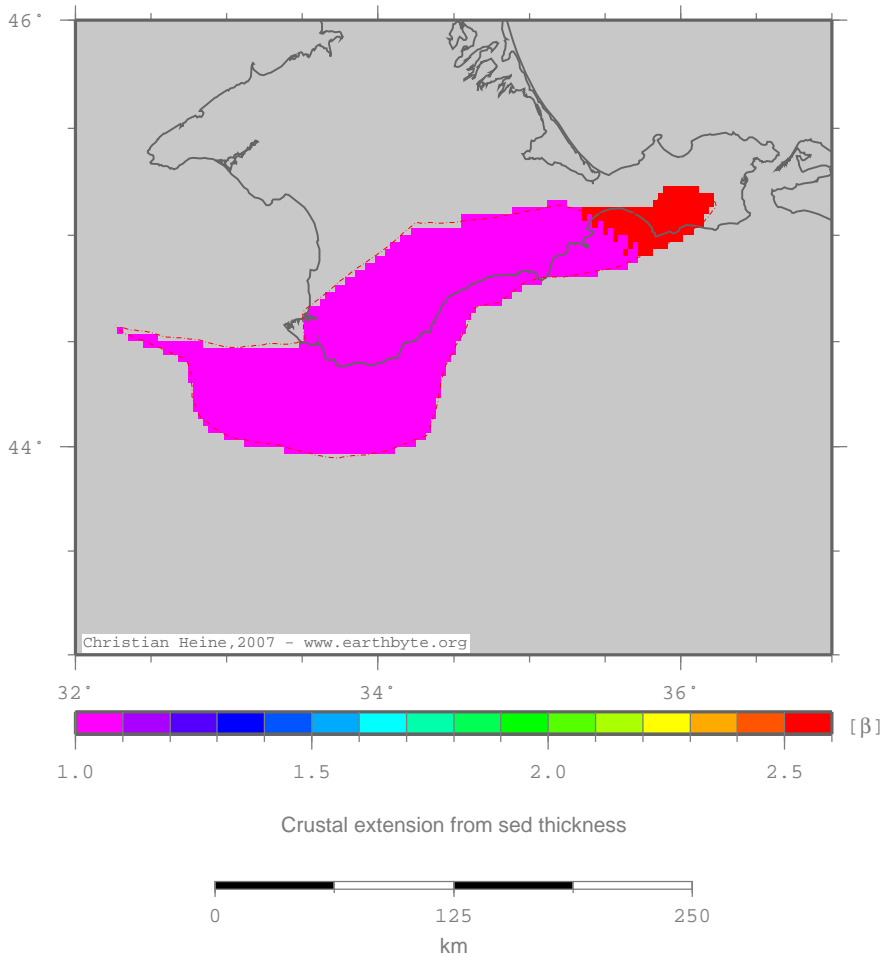 46°
44°
Christian Heine,2007 - www.earthbyte.org
32° 34° 36°
[β]
1.0 1.5 2.0 2.5
Crustal extension from sed thickness
0 125 250
km